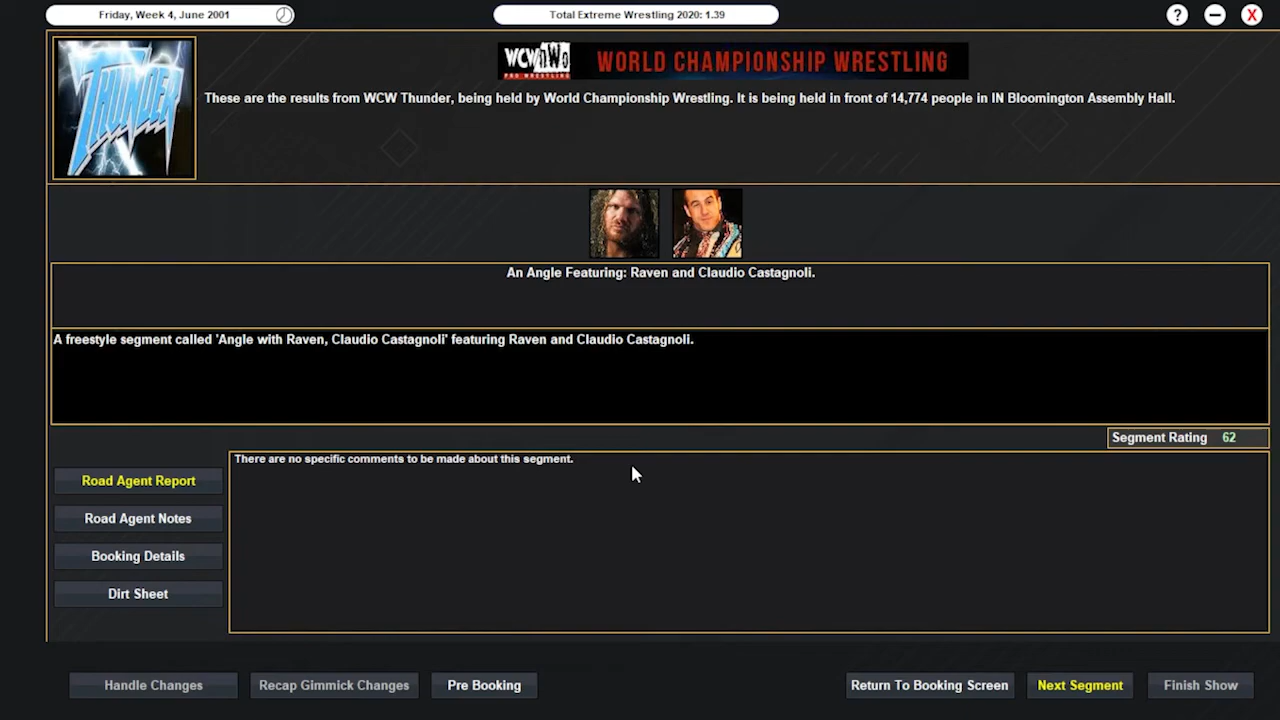 Friday, Week 4, June 2001
Total Extreme Wrestling 2020: 1.39
?
X
THUNDER
WCW
PRO WRESTLING
WORLD CHAMPIONSHIP WRESTLING
These are the results from WCW Thunder, being held by World Championship Wrestling. It is being held in front of 14,774 people in IN Bloomington Assembly Hall.
An Angle Featuring: Raven and Claudio Castagnoli.
A freestyle segment called 'Angle with Raven, Claudio Castagnoli' featuring Raven and Claudio Castagnoli.
Segment Rating 62
There are no specific comments to be made about this segment.
Road Agent Report
Road Agent Notes
Booking Details
Dirt Sheet
Handle Changes
Recap Gimmick Changes
Pre Booking
Return To Booking Screen
Next Segment
Finish Show